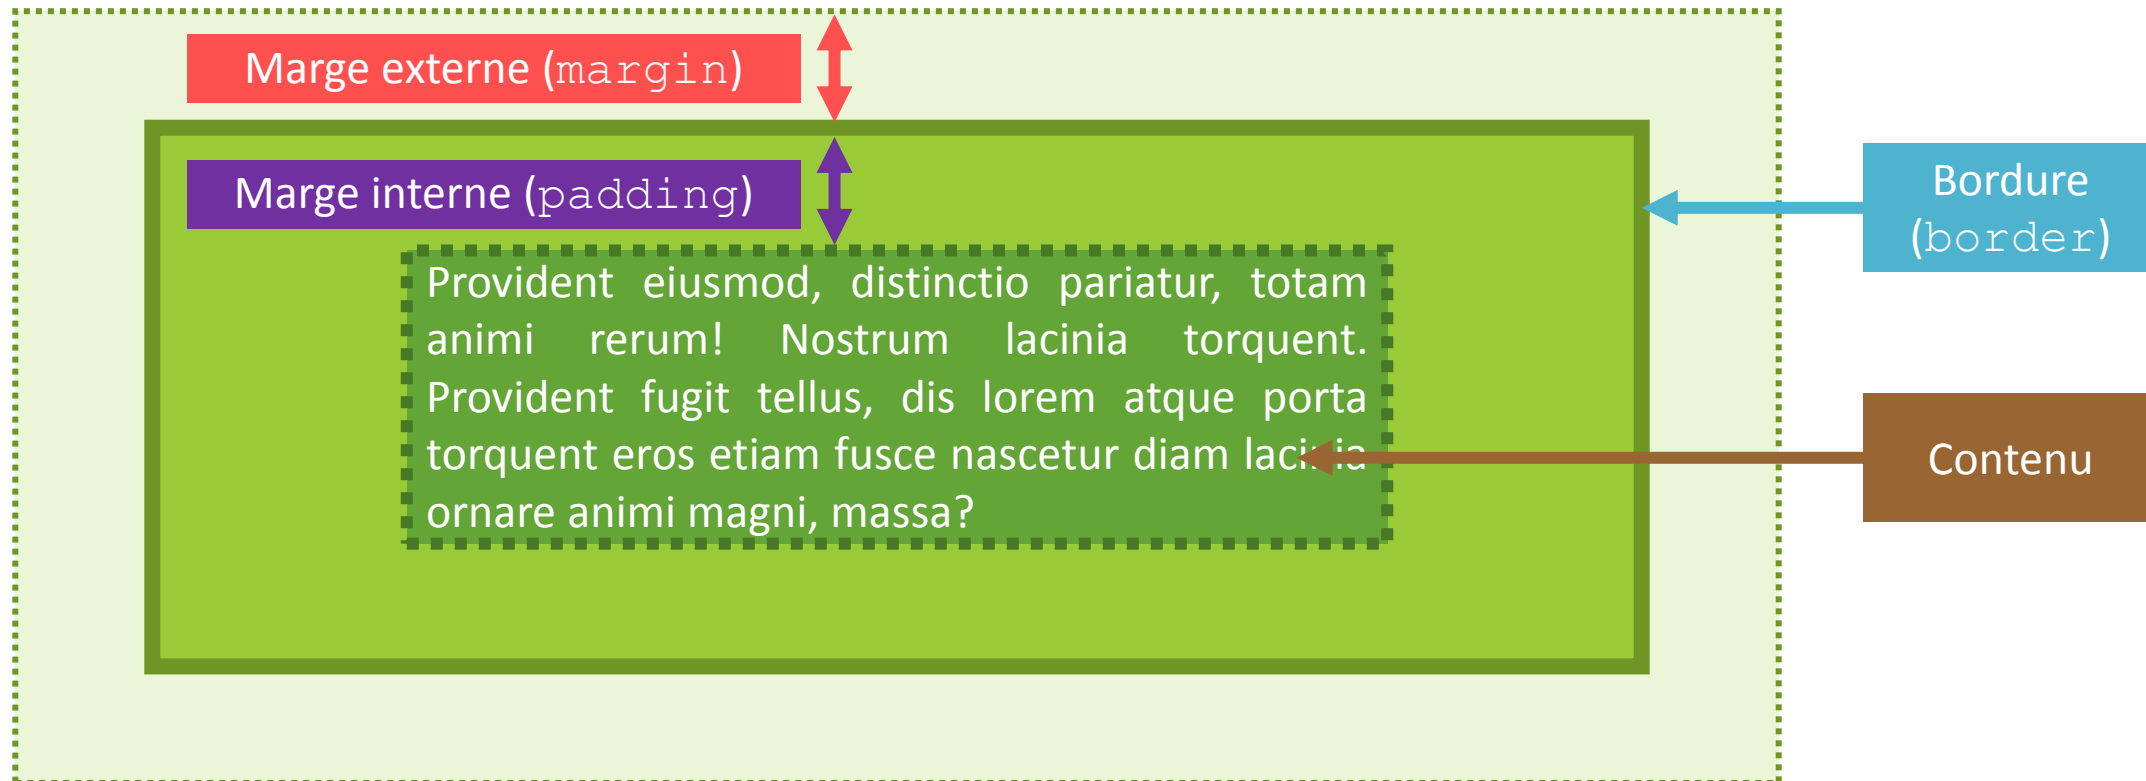 Marge externe (margin)
Marge interne (padding)
Bordure
(border)
Provident eiusmod, distinctio pariatur, totam
animi rerum! Nostrum lacinia torquent.
Provident fugit tellus, dis lorem atque porta
torquent eros etiam fusce nascetur diam lacinia
ornare animi magni, massa?
Contenu